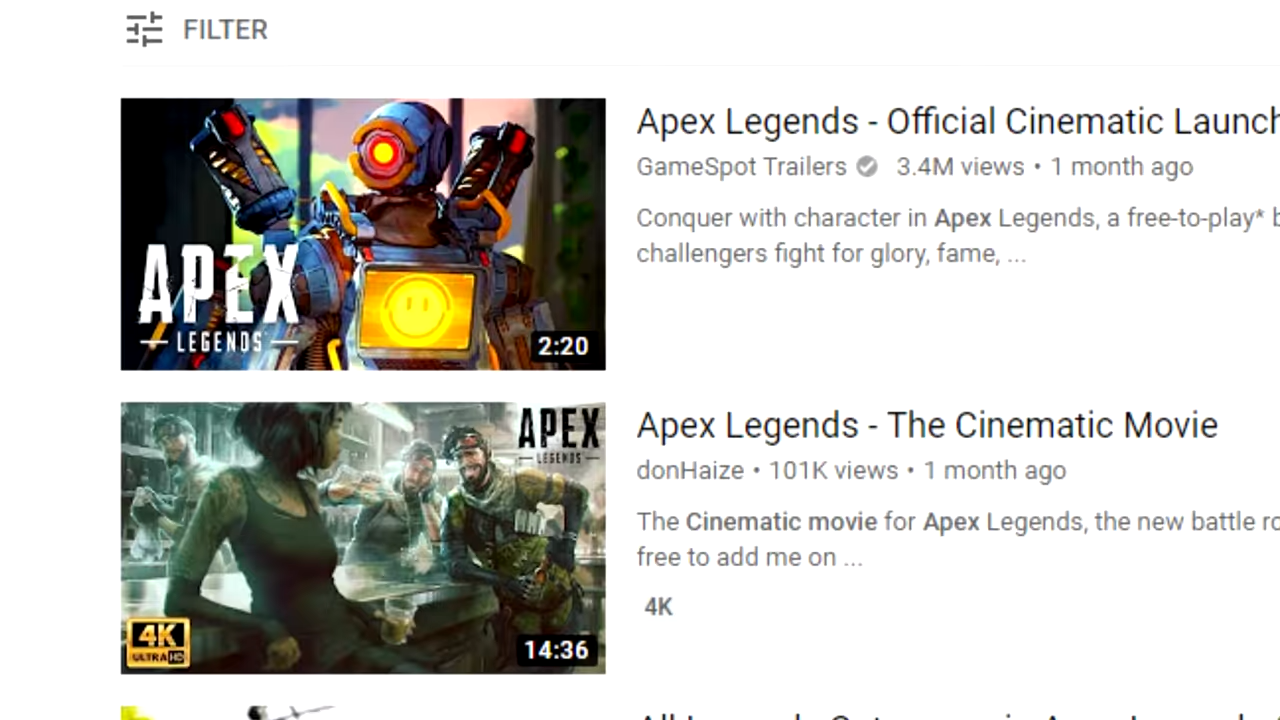 FILTER
Apex Legends - Official Cinematic Launch
GameSpot Trailers 3.4M views • 1 month ago
Conquer with character in Apex Legends, a free-to-play* b
challengers fight for glory, fame, ...
APEX
LEGENDS
2:20
Apex Legends - The Cinematic Movie
donHaize • 101K views • 1 month ago
The Cinematic movie for Apex Legends, the new battle ro
free to add me on ...
4K
APEX
LEGENDS
4K
ULTRA HD
14:36